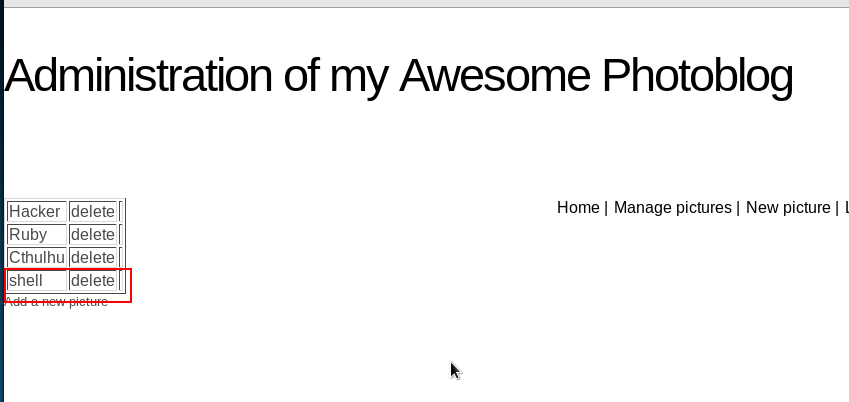 Administration of my Awesome Photoblog
Home | Manage pictures | New picture |
Hacker delete
Ruby delete
Cthulhu delete
shell delete
Add a new picture